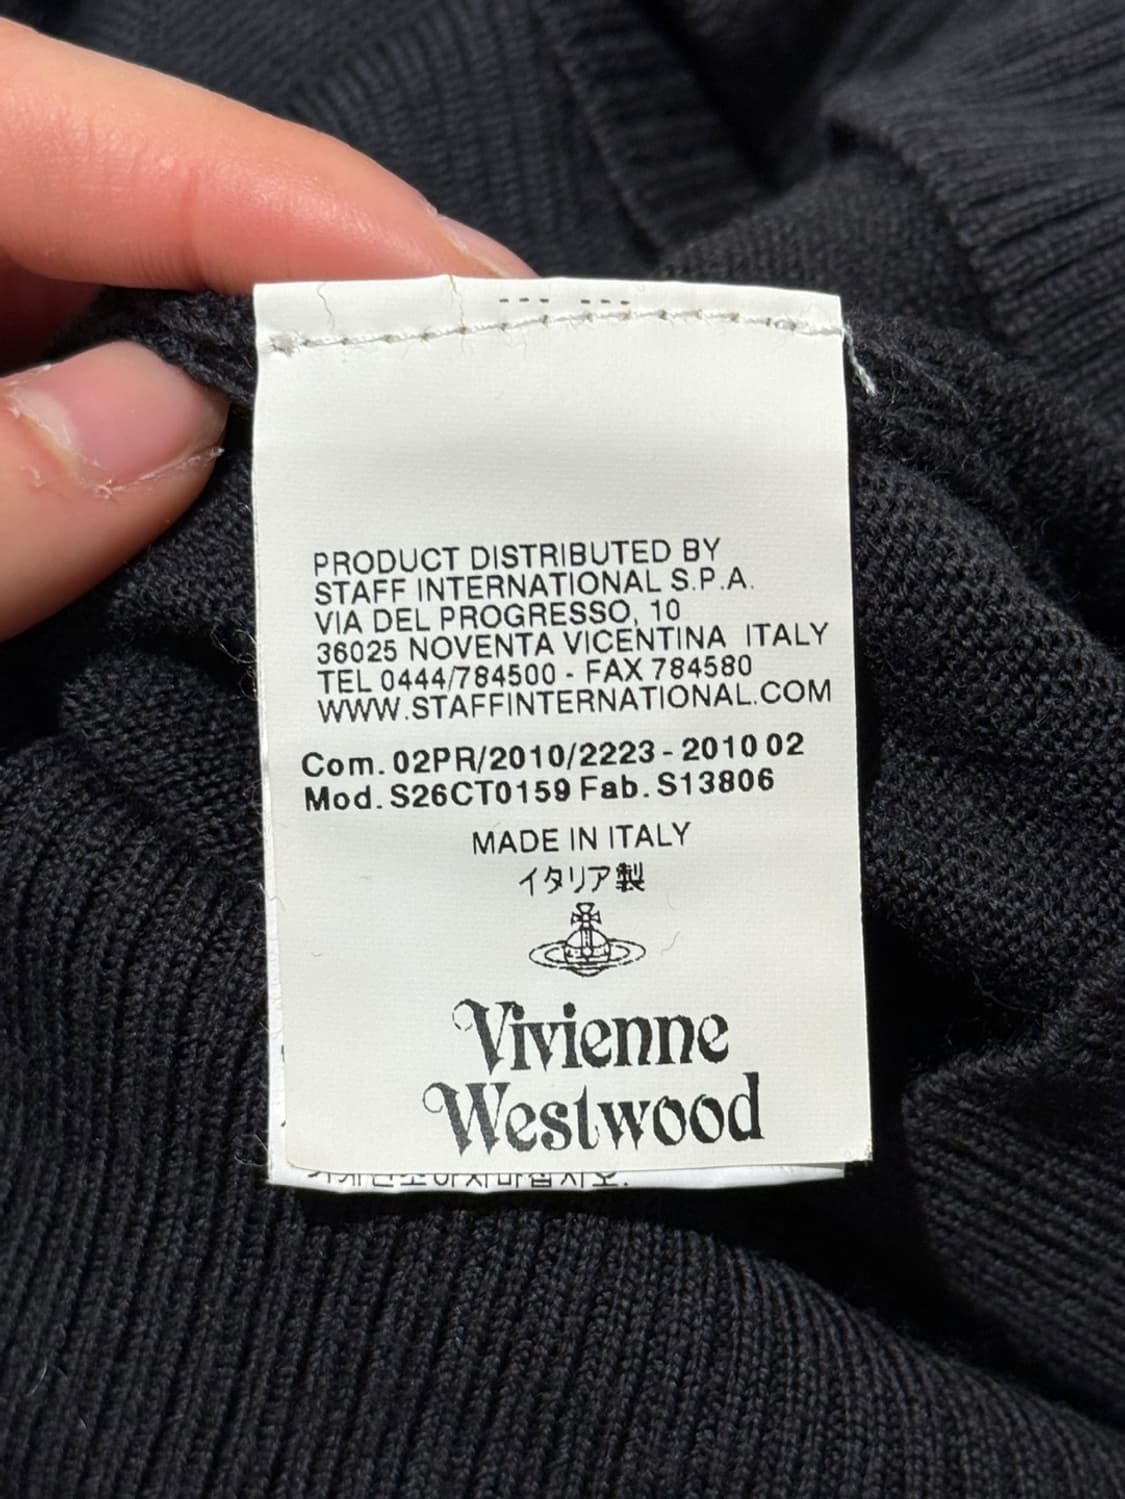 PRODUCT DISTRIBUTED BY
STAFF INTERNATIONAL S.P.A.
VIA DEL PROGRESSO, 10
36025 NOVENTA VICENTINA ITALY
TEL 0444/784500 - FAX 784580
WWW.STAFFINTERNATIONAL.COM
Com. 02PR/2010/2223 - 2010 02
Mod. S26CT0159 Fab. S13806
MADE IN ITALY
イタリア製
Vivienne
Westwood